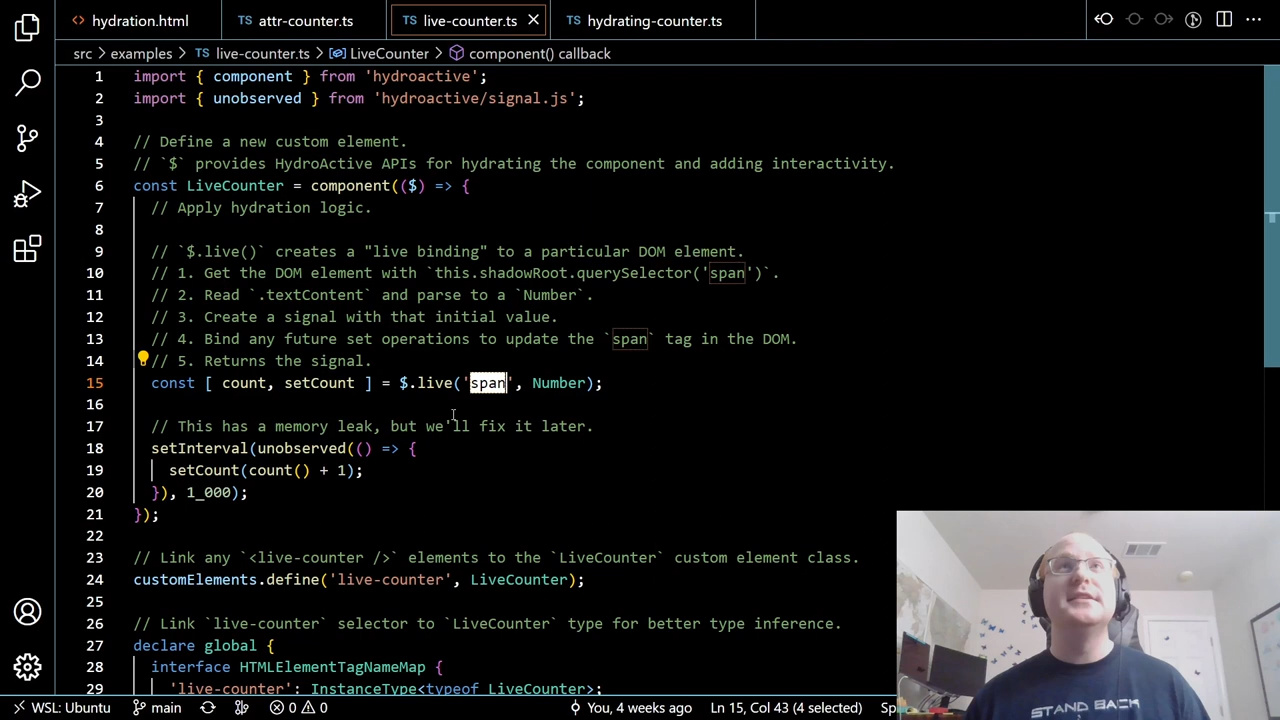 hydration.html
TS attr-counter.ts
TS live-counter.ts
TS hydrating-counter.ts
src > examples > TS live-counter.ts > LiveCounter > component() callback
1 import { component } from 'hydroactive';
2 import { unobserved } from 'hydroactive/signal.js';
3
4 // Define a new custom element.
5 // `$` provides HydroActive APIs for hydrating the component and adding interactivity.
6 const LiveCounter = component(($) => {
7 // Apply hydration logic.
8
9 // `$.live()` creates a "live binding" to a particular DOM element.
10 // 1. Get the DOM element with `this.shadowRoot.querySelector('span')`.
11 // 2. Read `.textContent` and parse to a `Number`.
12 // 3. Create a signal with that initial value.
13 // 4. Bind any future set operations to update the `span` tag in the DOM.
14 // 5. Returns the signal.
15 const [ count, setCount ] = $.live('span', Number);
16
17 // This has a memory leak, but we'll fix it later.
18 setInterval(unobserved(() => {
19 setCount(count() + 1);
20 }), 1_000);
21 });
22
23 // Link any `<live-counter />` elements to the `LiveCounter` custom element class.
24 customElements.define('live-counter', LiveCounter);
25
26 // Link `live-counter` selector to `LiveCounter` type for better type inference.
27 declare global {
28 interface HTMLElementTagNameMap {
29 'live-counter': InstanceType<typeof LiveCounter>;
STAND BACK
WSL: Ubuntu main 0 0 You, 4 weeks ago Ln 15, Col 43 (4 selected)